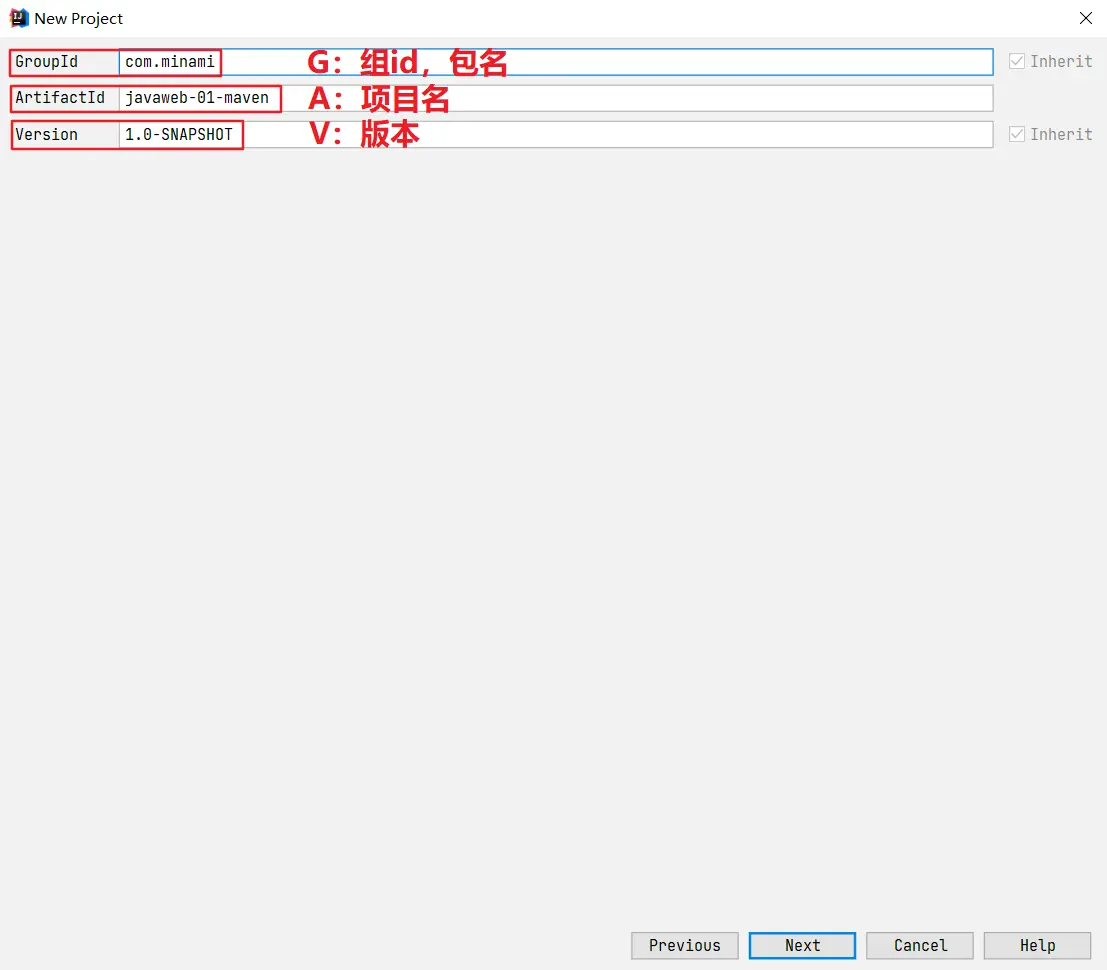 New Project
GroupId com.minami G：组id，包名 Inherit
ArtifactId javaweb-01-maven A：项目名
Version 1.0-SNAPSHOT V：版本 Inherit
Previous Next Cancel Help